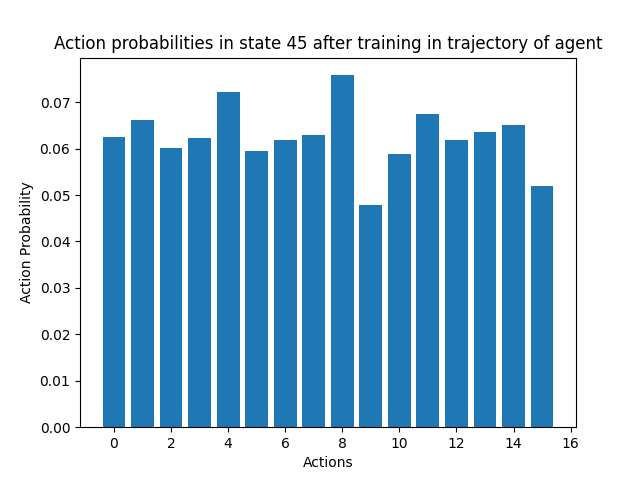 Action probabilities in state 45 after training in trajectory of agent
0.07
0.06
0.05
0.04
0.03
0.02
0.01
0.00
Action Probability
0 2 4 6 8 10 12 14 16
Actions